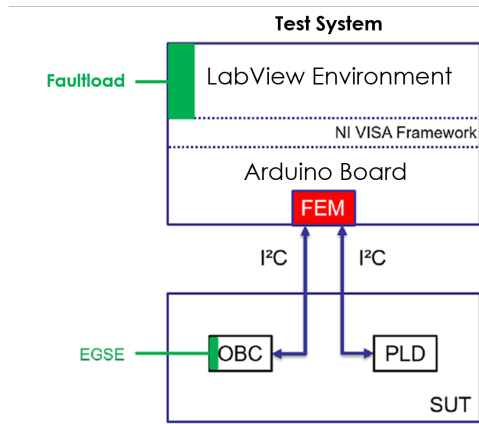 Test System
Faultload
LabView Environment
NI VISA Framework
Arduino Board
FEM
I²C
I²C
EGSE
OBC
PLD
SUT